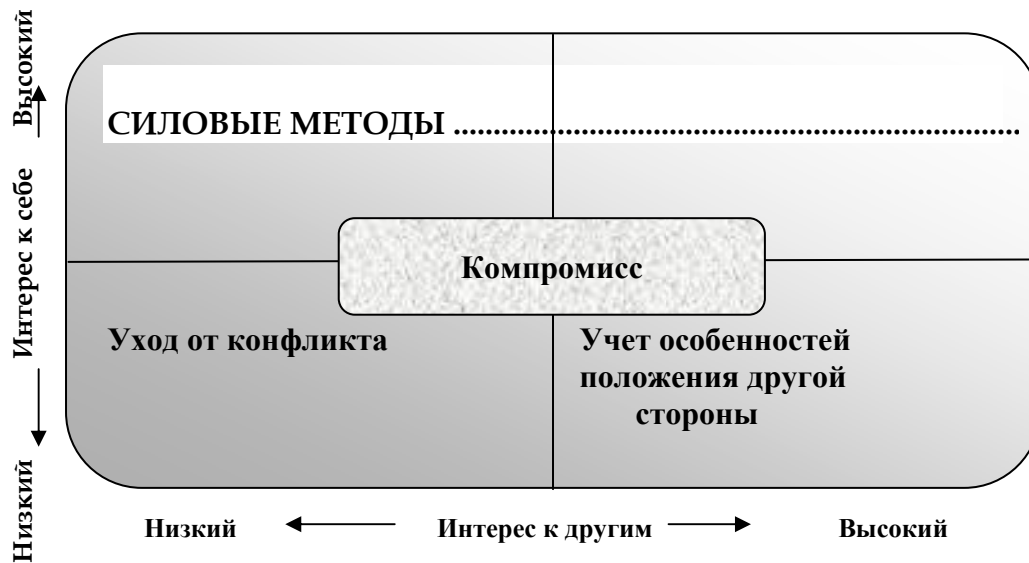 Высокий
Интерес к себе
Низкий
СИЛОВЫЕ МЕТОДЫ ................................................................................
Компромисс
Уход от конфликта
Учет особенностей
положения другой
стороны
Низкий
Интерес к другим
Высокий